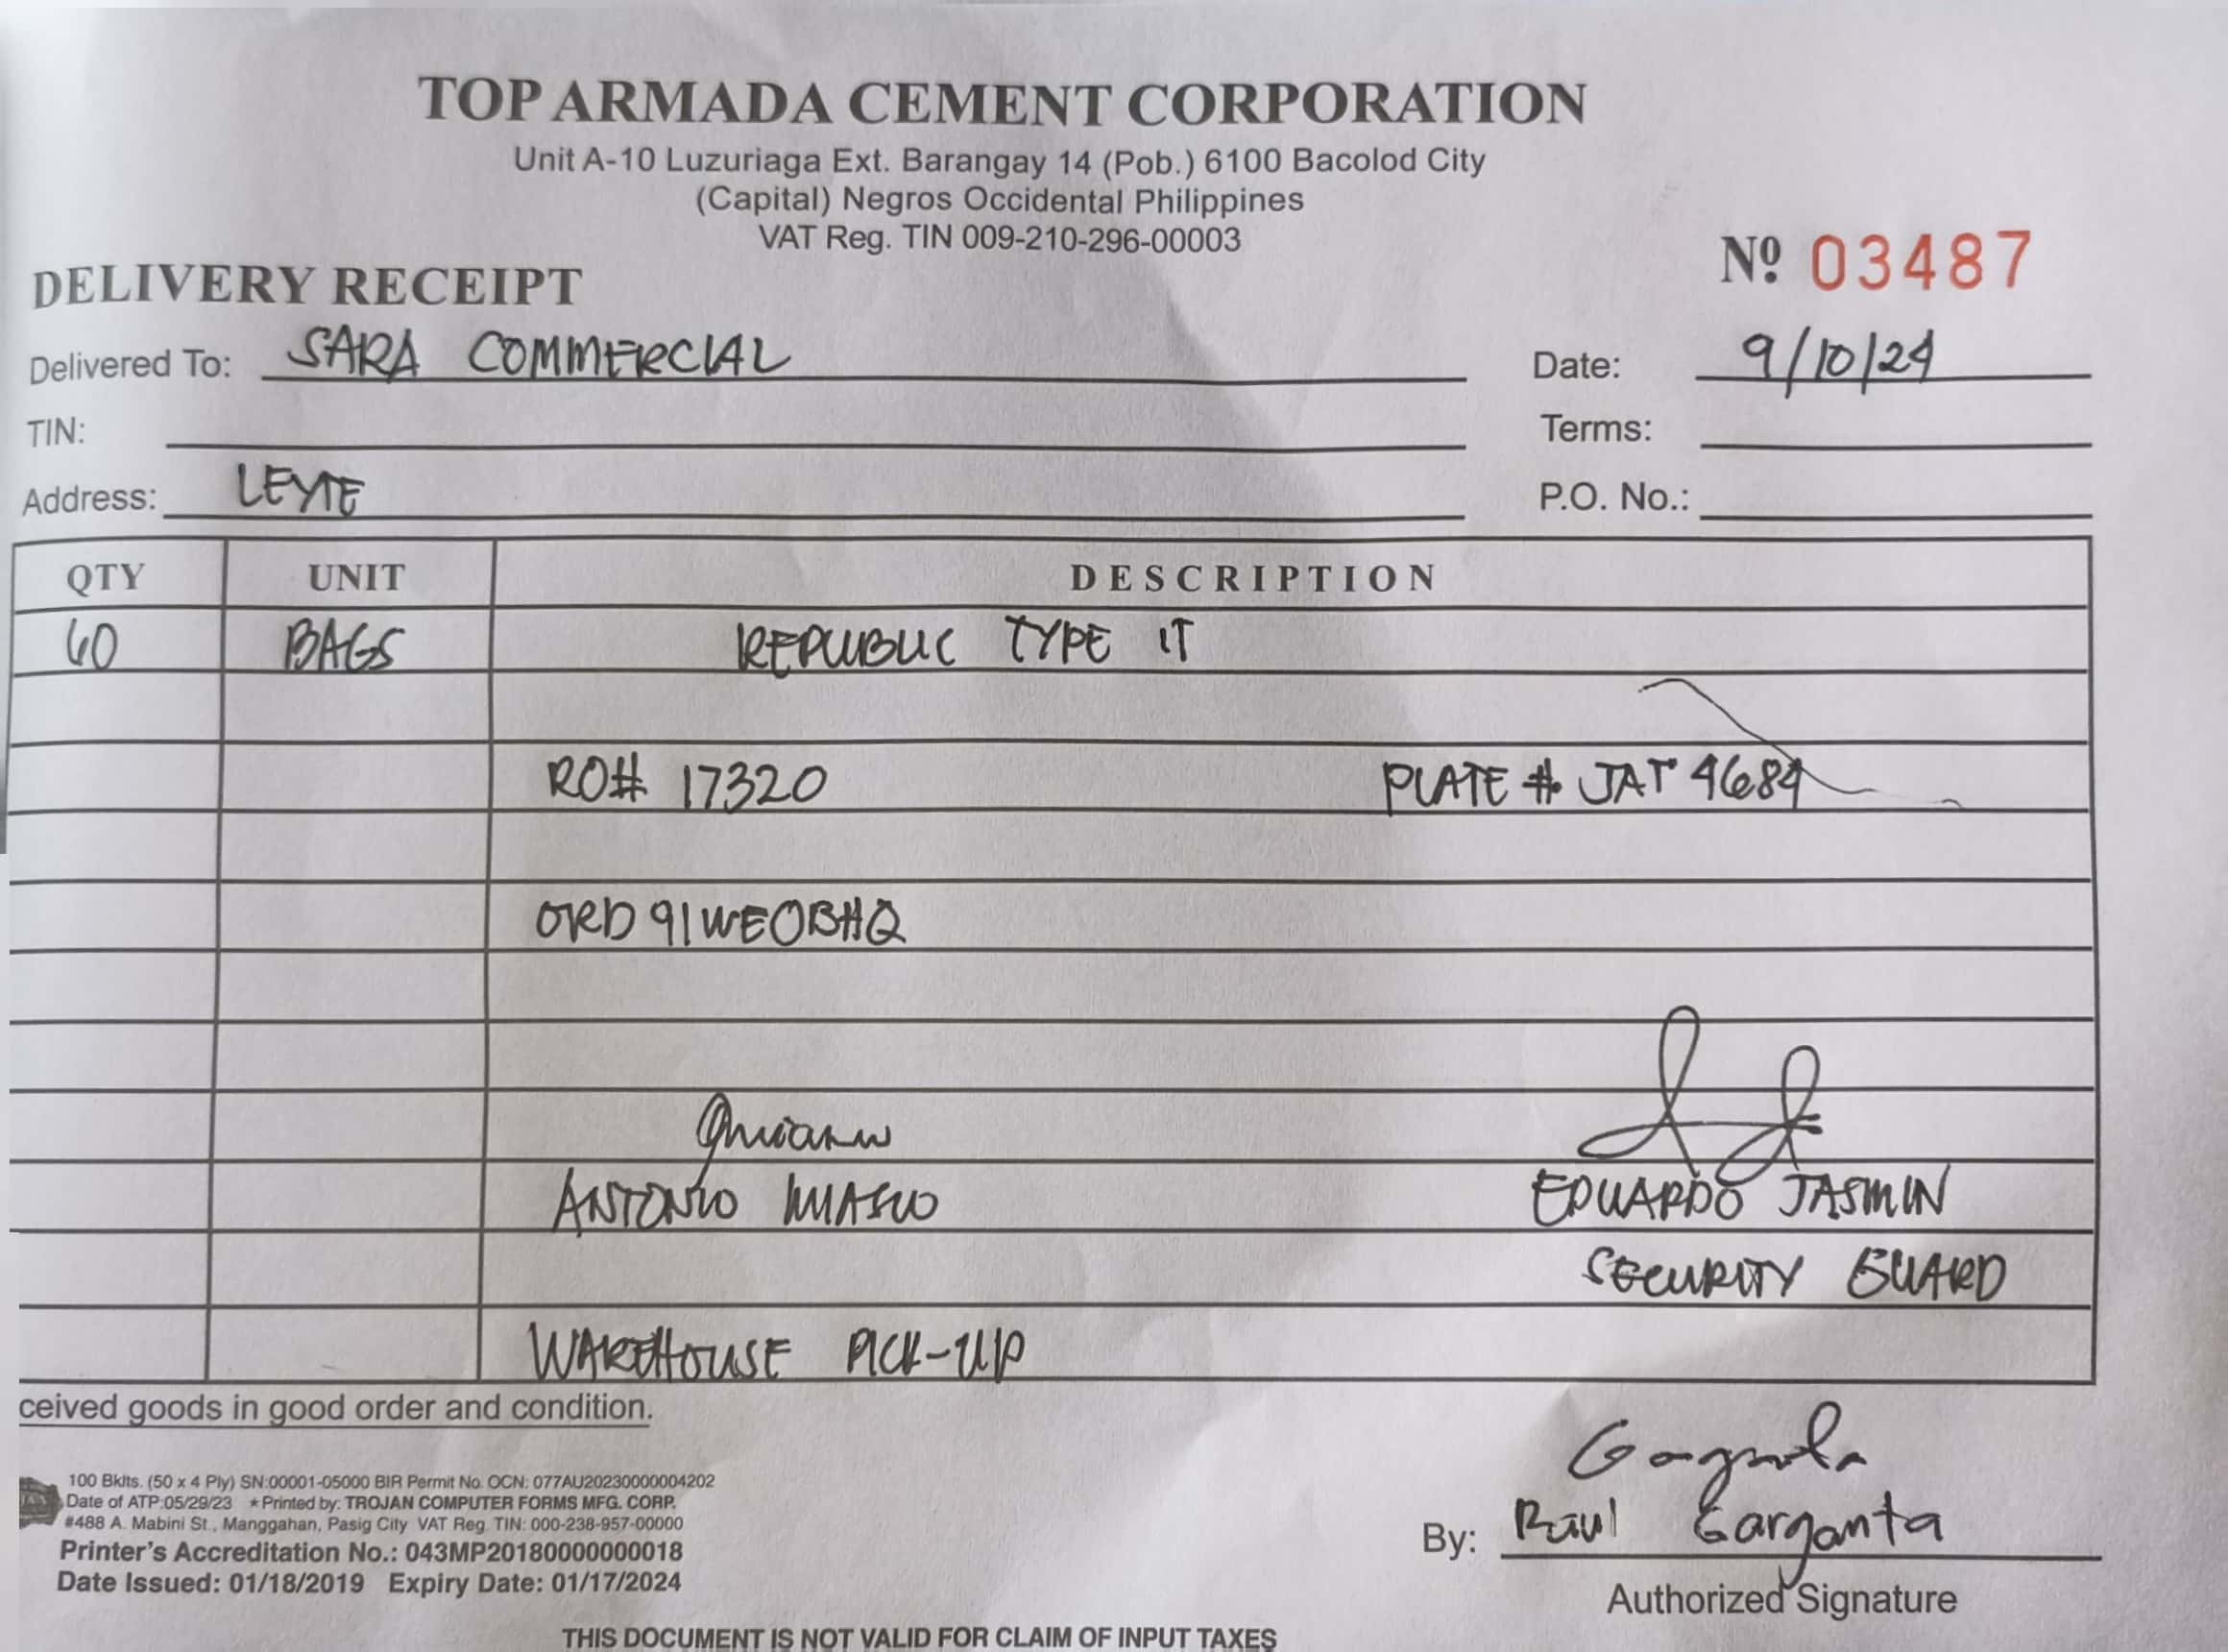 TOP ARMADA CEMENT CORPORATION
Unit A-10 Luzuriaga Ext. Barangay 14 (Pob.) 6100 Bacolod City
(Capital) Negros Occidental Philippines
VAT Reg. TIN 009-210-296-00003
Nº 03487
DELIVERY RECEIPT
Delivered To: SARA COMMERCIAL
Date: 9/10/24
TIN:
Terms:
Address: LEYTE
P.O. No.:
QTY UNIT DESCRIPTION
60 BAGS REPUBLIC TYPE IT
RO# 17320 PLATE # JAT 4684
ORD 91WEOBHQ
ANTONIO
EDUARDO JASMIN
SECURITY GUARD
WAREHOUSE PICK-UP
ceived goods in good order and condition.
100 Bklts. (50 x 4 Ply) SN:00001-05000 BIR Permit No. OCN: 077AU20230000004202
Date of ATP:05/29/23 ★Printed by: TROJAN COMPUTER FORMS MFG. CORP.
#488 A. Mabini St., Manggahan, Pasig City VAT Reg. TIN: 000-238-957-00000
Printer's Accreditation No.: 043MP20180000000018
Date Issued: 01/18/2019 Expiry Date: 01/17/2024
By: Raul Garganta
Authorized Signature
THIS DOCUMENT IS NOT VALID FOR CLAIM OF INPUT TAXES